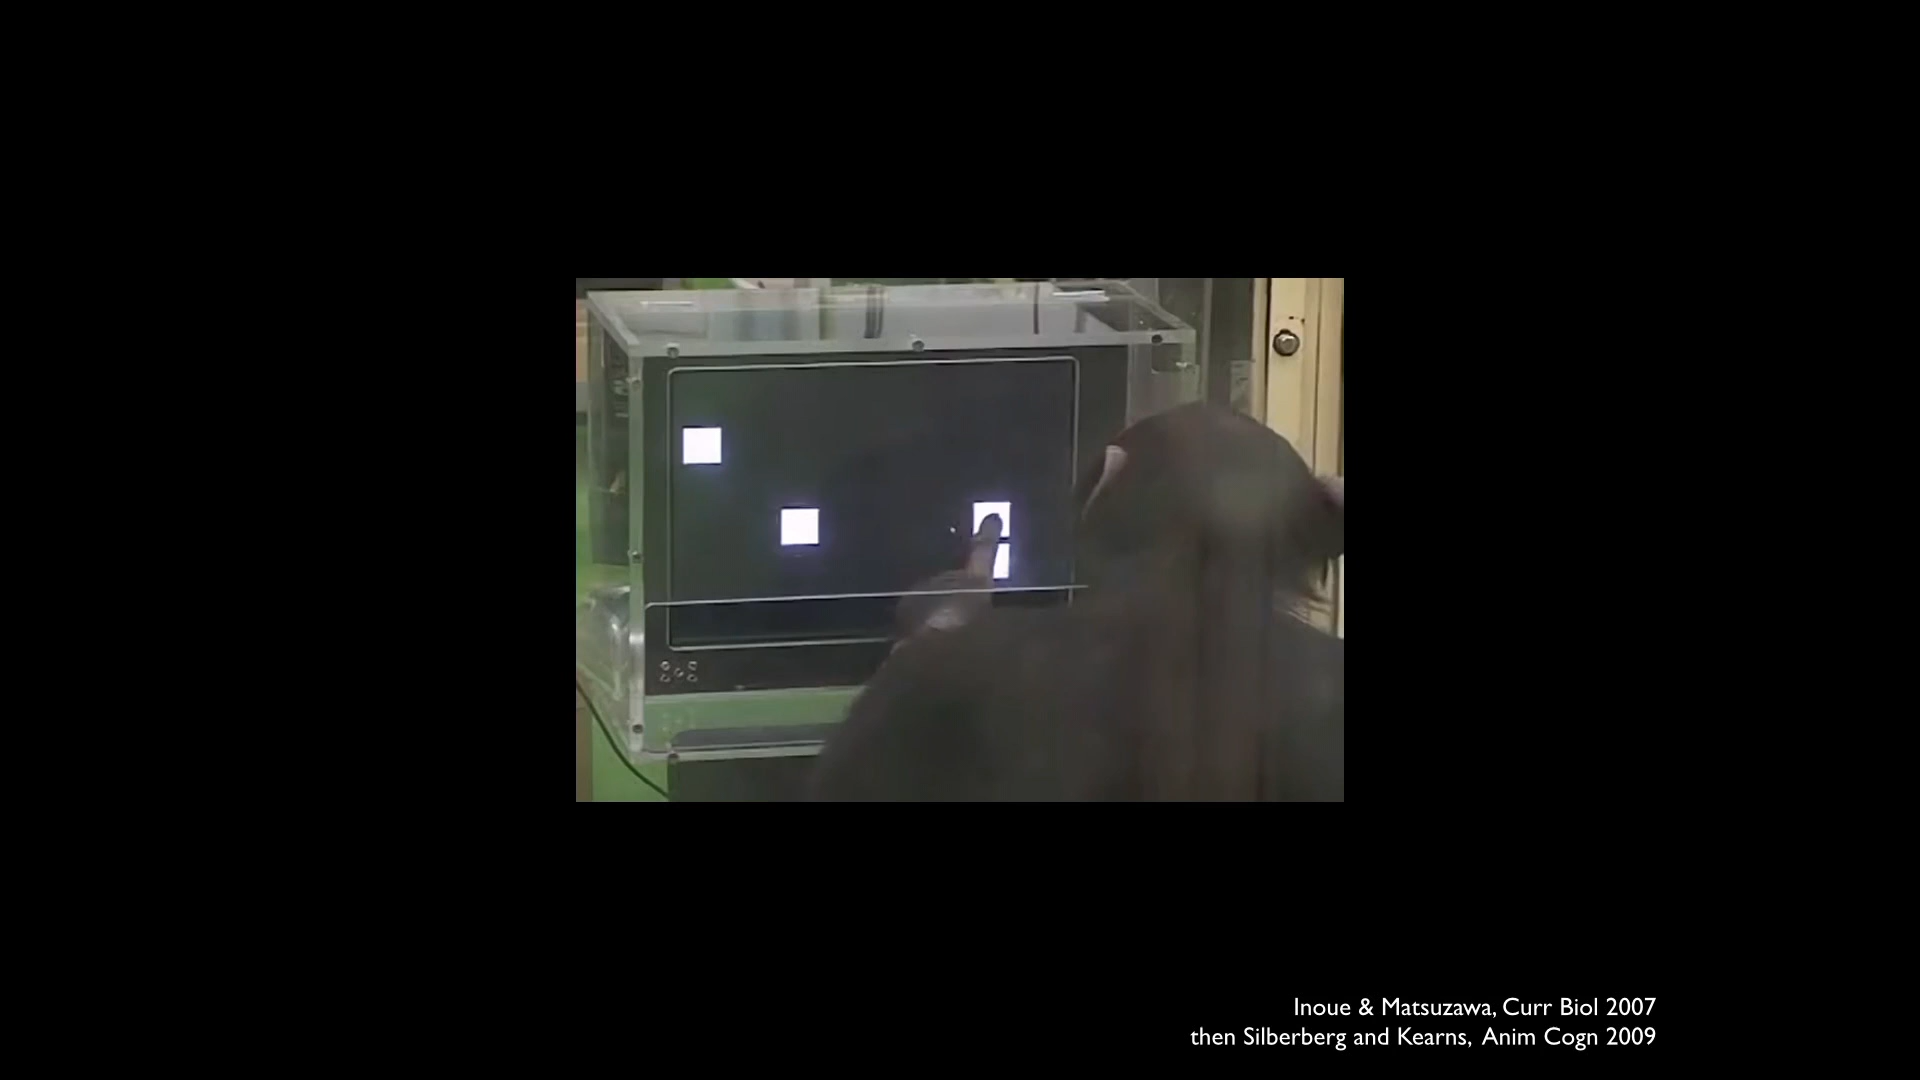 Inoue & Matsuzawa, Curr Biol 2007
then Silberberg and Kearns, Anim Cogn 2009